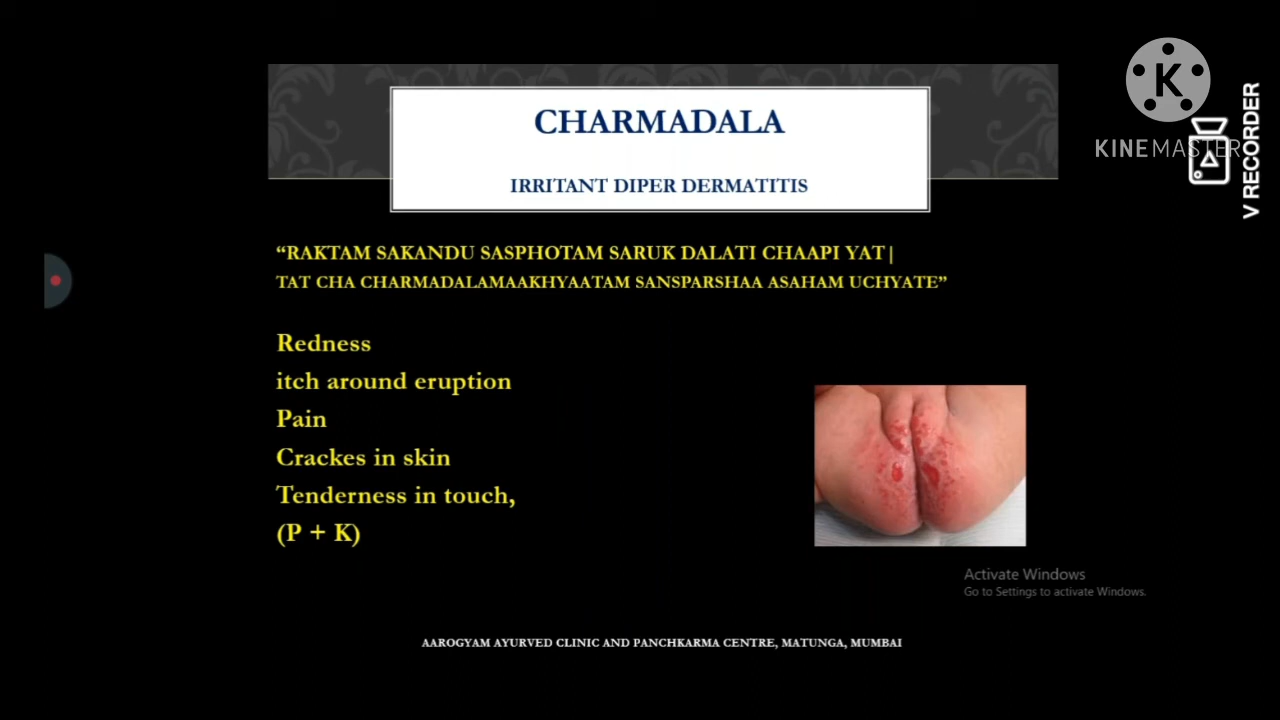 CHARMADALA
IRRITANT DIPER DERMATITIS
“RAKTAM SAKANDU SASPHOTAM SARUK DALATI CHAAPI YAT|
TAT CHA CHARMADALAMAAKHYAATAM SANSPARSHAA ASAHAM UCHYATE”
Redness
itch around eruption
Pain
Crackes in skin
Tenderness in touch,
(P + K)
AAROGYAM AYURVED CLINIC AND PANCHKARMA CENTRE, MATUNGA, MUMBAI
Activate Windows
Go to Settings to activate Windows.
K
KINEMASTER
V RECORDER